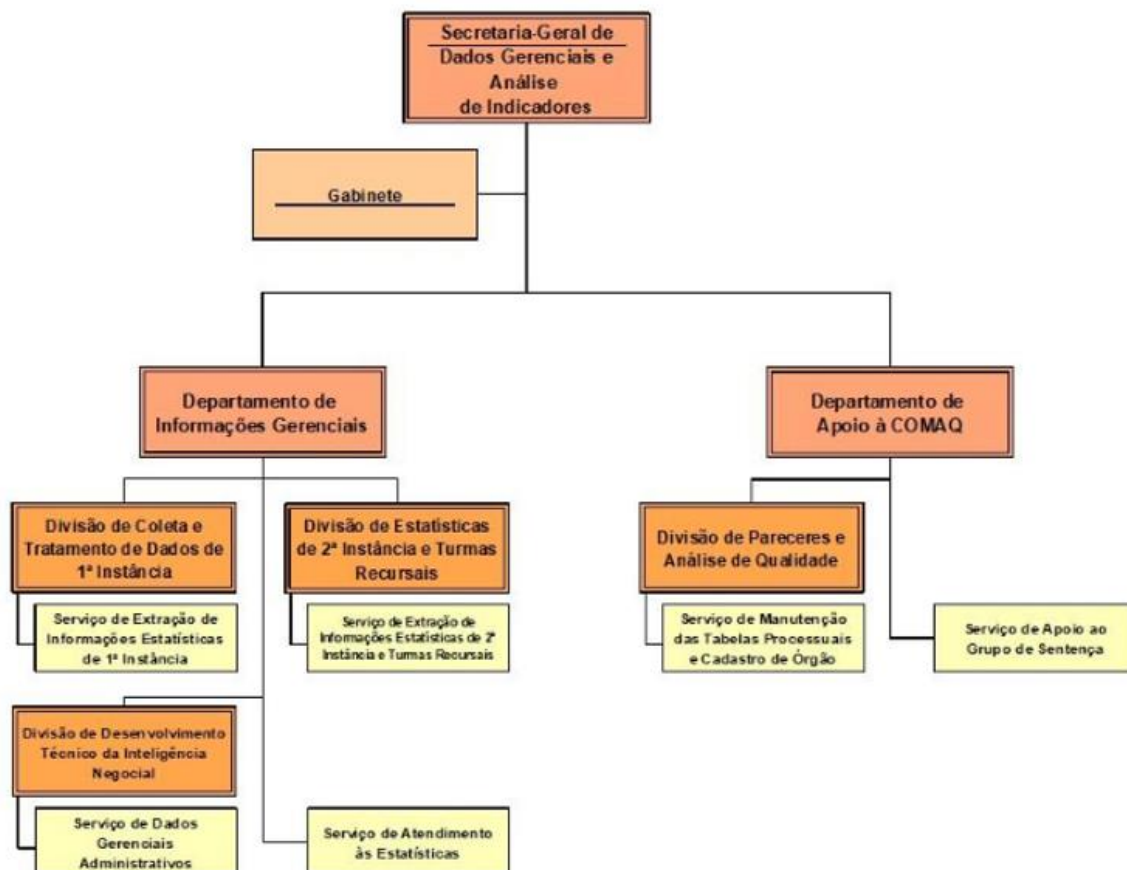 Secretaria-Geral de
Dados Gerenciais e
Análise
de Indicadores
Gabinete
Departamento de
Informações Gerenciais
Departamento de
Apoio à COMAQ
Divisão de Coleta e
Tratamento de Dados de
1ª Instância
Divisão de Estatísticas
de 2ª Instância e Turmas
Recursais
Divisão de Pareceres e
Análise de Qualidade
Serviço de Extração de
Informações Estatísticas
de 1ª Instância
Serviço de Extração de
Informações Estatísticas de 2ª
Instância e Turmas Recursais
Serviço de Manutenção
das Tabelas Processuais
e Cadastro de Órgão
Serviço de Apoio ao
Grupo de Sentença
Divisão de Desenvolvimento
Técnico da Inteligência
Negocial
Serviço de Dados
Gerenciais
Administrativos
Serviço de Atendimento
às Estatísticas